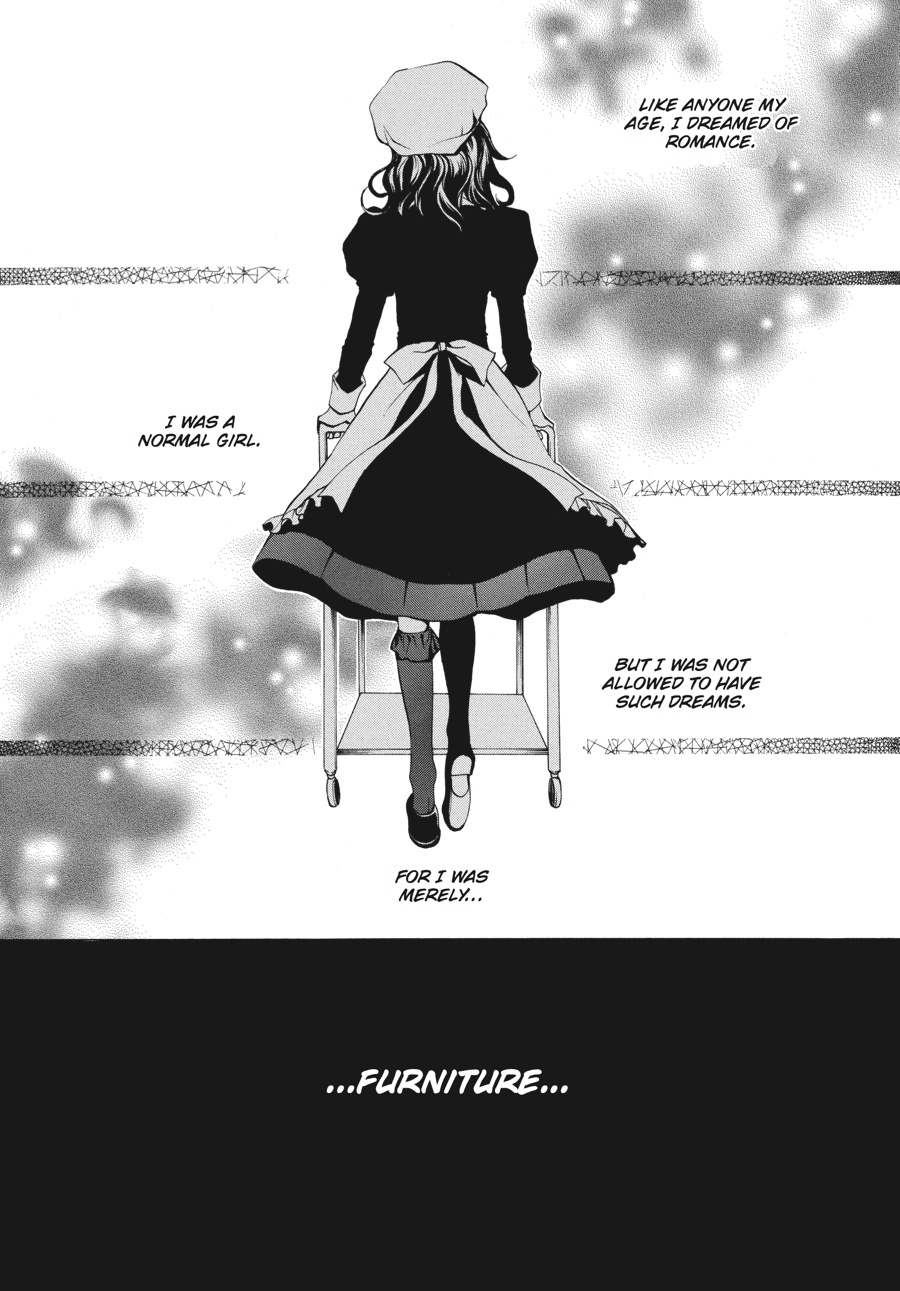 LIKE ANYONE MY
AGE, I DREAMED OF
ROMANCE.
I WAS A
NORMAL GIRL.
BUT I WAS NOT
ALLOWED TO HAVE
SUCH DREAMS.
FOR I WAS
MERELY...
...FURNITURE...